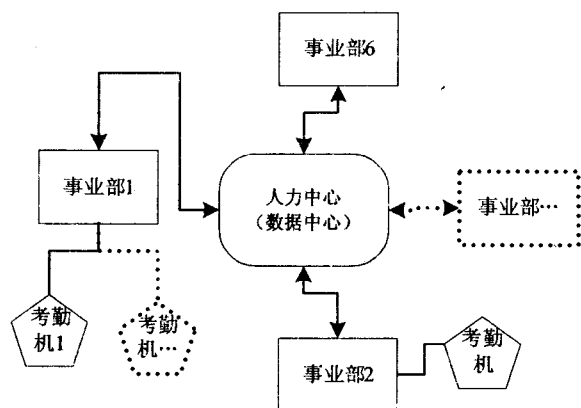 事业部6
事业部1
人力中心
（数据中心）
事业部…
考勤
机1
考勤
机…
事业部2
考勤
机